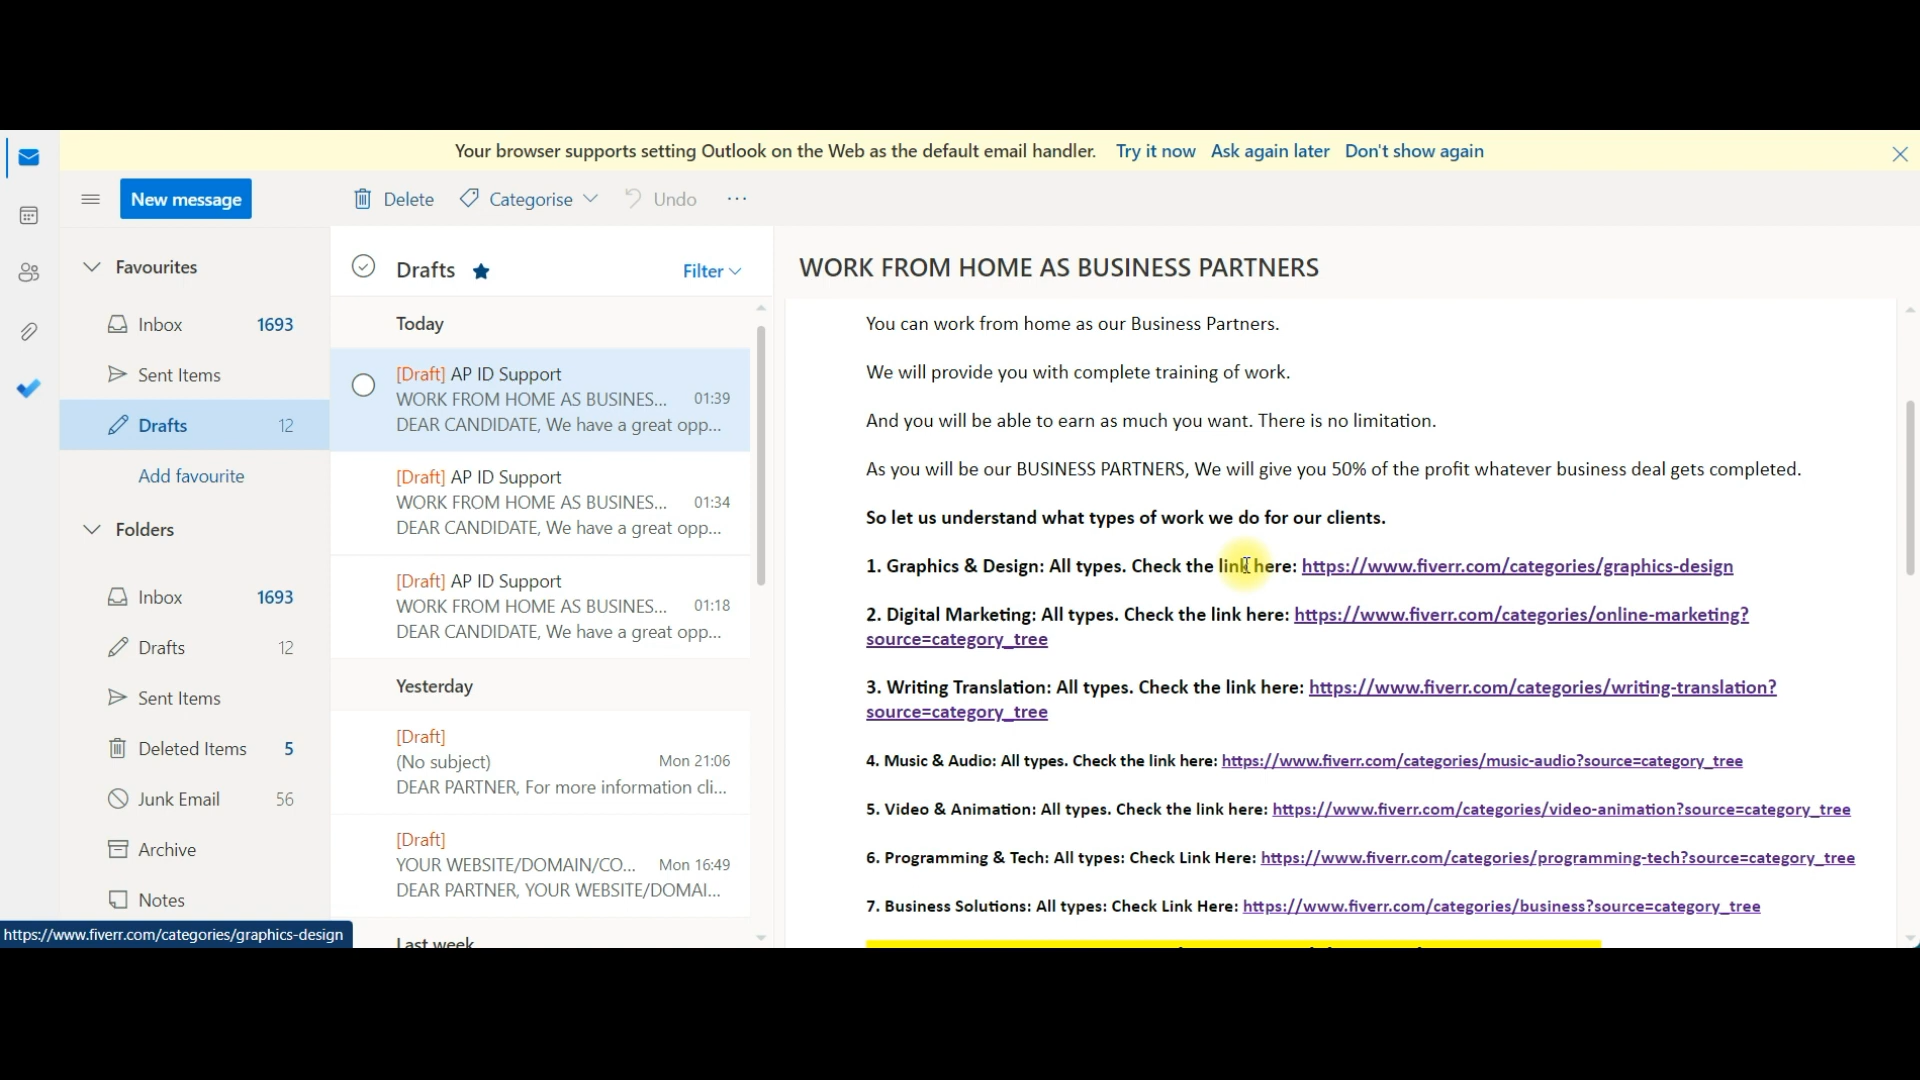 Your browser supports setting Outlook on the Web as the default email handler. Try it now Ask again later Don't show again
New message
Delete Categorise Undo ...
Favourites
Inbox 1693
Sent Items
Drafts 12
Add favourite
Folders
Inbox 1693
Drafts 12
Sent Items
Deleted Items 5
Junk Email 56
Archive
Notes
https://www.fiverr.com/categories/graphics-design
Drafts Filter
Today
[Draft] AP ID Support
WORK FROM HOME AS BUSINES... 01:39
DEAR CANDIDATE, We have a great opp...
[Draft] AP ID Support
WORK FROM HOME AS BUSINES... 01:34
DEAR CANDIDATE, We have a great opp...
[Draft] AP ID Support
WORK FROM HOME AS BUSINES... 01:18
DEAR CANDIDATE, We have a great opp...
Yesterday
[Draft]
(No subject) Mon 21:06
DEAR PARTNER, For more information cli...
[Draft]
YOUR WEBSITE/DOMAIN/CO... Mon 16:49
DEAR PARTNER, YOUR WEBSITE/DOMAI...
Last week
WORK FROM HOME AS BUSINESS PARTNERS
You can work from home as our Business Partners.
We will provide you with complete training of work.
And you will be able to earn as much you want. There is no limitation.
As you will be our BUSINESS PARTNERS, We will give you 50% of the profit whatever business deal gets completed.
So let us understand what types of work we do for our clients.
1. Graphics & Design: All types. Check the link here: https://www.fiverr.com/categories/graphics-design
2. Digital Marketing: All types. Check the link here: https://www.fiverr.com/categories/online-marketing?
source=category_tree
3. Writing Translation: All types. Check the link here: https://www.fiverr.com/categories/writing-translation?
source=category_tree
4. Music & Audio: All types. Check the link here: https://www.fiverr.com/categories/music-audio?source=category_tree
5. Video & Animation: All types. Check the link here: https://www.fiverr.com/categories/video-animation?source=category_tree
6. Programming & Tech: All types: Check Link Here: https://www.fiverr.com/categories/programming-tech?source=category_tree
7. Business Solutions: All types: Check Link Here: https://www.fiverr.com/categories/business?source=category_tree